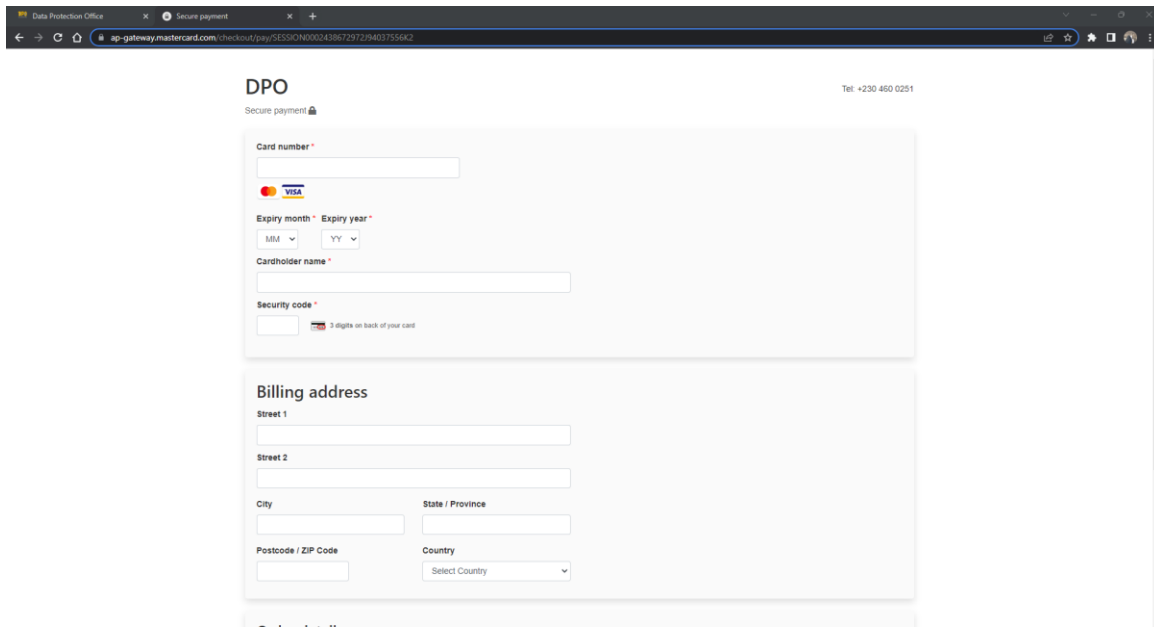 Data Protection Office
Secure payment
ap-gateway.mastercard.com/checkout/pay/SESSION0002438672972J94037556K2
DPO
Tel: +230 460 0251
Secure payment
Card number *
VISA
Expiry month * Expiry year *
MM YY
Cardholder name *
Security code *
3 digits on back of your card
Billing address
Street 1
Street 2
City State / Province
Postcode / ZIP Code Country
Select Country